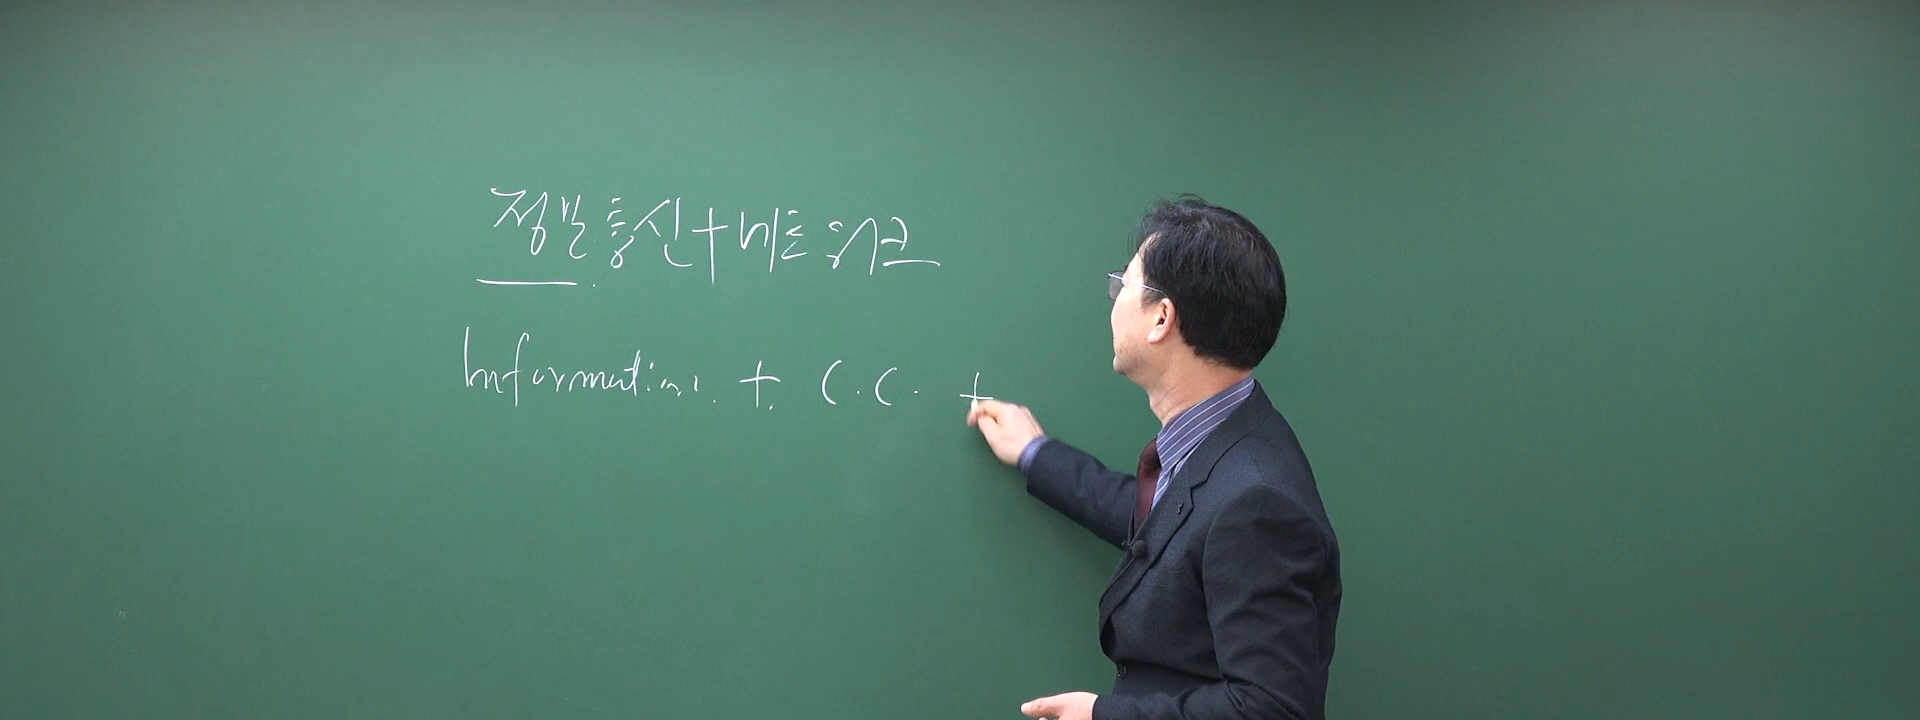 정보통신+네트워크
Information. + C.C. +